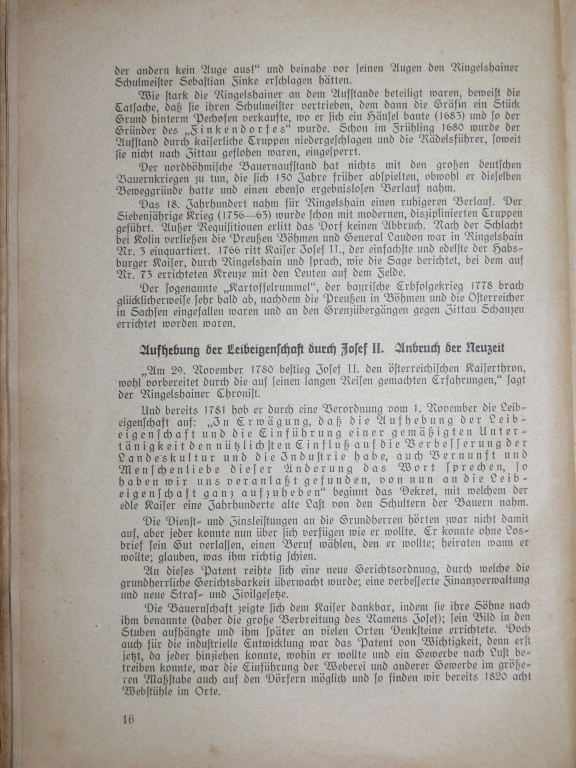 der andern kein Auge aus!“ und beinahe vor seinen Augen den Ringelshainer
Schulmeister Sebastian Finke erschlagen hätten.
Wie stark die Ringelshainer an dem Aufstande beteiligt waren, beweist die
Tatsache, daß sie ihren Schulmeister vertrieben, dem dann die Gräfin ein Stück
Grund hinterm Pechofen verkaufte, wo er sich ein Häusel baute (1683) und so der
Gründer des „Finkendorfes“ wurde. Schon im Frühling 1680 wurde der
Aufstand durch kaiserliche Truppen niedergeschlagen und die Rädelsführer, soweit
sie nicht nach Zittau geflohen waren, eingesperrt.
Der nordböhmische Bauernaufstand hat nichts mit den großen deutschen
Bauernkriegen zu tun, die sich 150 Jahre früher abspielten, obwohl er dieselben
Beweggründe hatte und einen ebenso ergebnislosen Verlauf nahm.
Das 18. Jahrhundert nahm für Ringelshain einen ruhigeren Verlauf. Der
Siebenjährige Krieg (1756—63) wurde schon mit modernen, disziplinierten Truppen
geführt. Außer Requisitionen erlitt das Dorf keinen Abbruch. Nach der Schlacht
bei Kolin verließen die Preußen Böhmen und General Laudon war in Ringelshain
Nr. 3 einquartiert. 1766 ritt Kaiser Josef II., der einfachste und edelste der Habs-
burger Kaiser, durch Ringelshain und sprach, wie die Sage berichtet, bei dem auf
Nr. 73 errichteten Kreuze mit den Leuten auf dem Felde.
Der sogenannte „Kartoffelrummel“, der bayrische Erbfolgekrieg 1778 brach
glücklicherweise sehr bald ab, nachdem die Preußen in Böhmen und die Österreicher
in Sachsen eingefallen waren und an den Grenzübergängen gegen Zittau Schanzen
errichtet worden waren.
Aufhebung der Leibeigenschaft durch Josef II. Anbruch der Neuzeit
„Am 29. November 1780 bestieg Josef II. den österreichischen Kaiserthron,
wohl vorbereitet durch die auf seinen langen Reisen gemachten Erfahrungen,“ sagt
der Ringelshainer Chronist.
Und bereits 1781 hob er durch eine Verordnung vom 1. November die Leib-
eigenschaft auf: „In Erwägung, daß die Aufhebung der Leib-
eigenschaft und die Einführung einer gemäßigten Unter-
tänigkeit den nützlichsten Einfluß auf die Verbesserung der
Landeskultur und die Industrie habe, auch Vernunft und
Menschenliebe dieser Änderung das Wort sprechen, so
haben wir uns veranlaßt gefunden, von nun an die Leib-
eigenschaft ganz aufzuheben“ beginnt das Dekret, mit welchem der
edle Kaiser eine Jahrhunderte alte Last von den Schultern der Bauern nahm.
Die Dienst- und Zinsleistungen an die Grundherren hörten zwar nicht damit
auf, aber jeder konnte nun über sich verfügen wie er wollte. Er konnte ohne Los-
brief sein Gut verlassen, einen Beruf wählen, den er wollte; heiraten wann er
wollte; glauben, was ihm richtig schien.
An dieses Patent reihte sich eine neue Gerichtsordnung, durch welche die
grundherrliche Gerichtsbarkeit überwacht wurde; eine verbesserte Finanzverwaltung
und neue Straf- und Zivilgesetze.
Die Bauernschaft zeigte sich dem Kaiser dankbar, indem sie ihre Söhne nach
ihm benannte (daher die große Verbreitung des Namens Josef); sein Bild in den
Stuben aufhängte und ihm später an vielen Orten Denksteine errichtete. Doch
auch für die industrielle Entwicklung war das Patent von Wichtigkeit, denn erst
jetzt, da jeder hinziehen konnte, wohin er wollte und ein Gewerbe nach Lust be-
treiben konnte, war die Einführung der Weberei und anderer Gewerbe im größe-
ren Maßstabe auch auf den Dörfern möglich und so finden wir bereits 1820 acht
Webstühle im Orte.
16